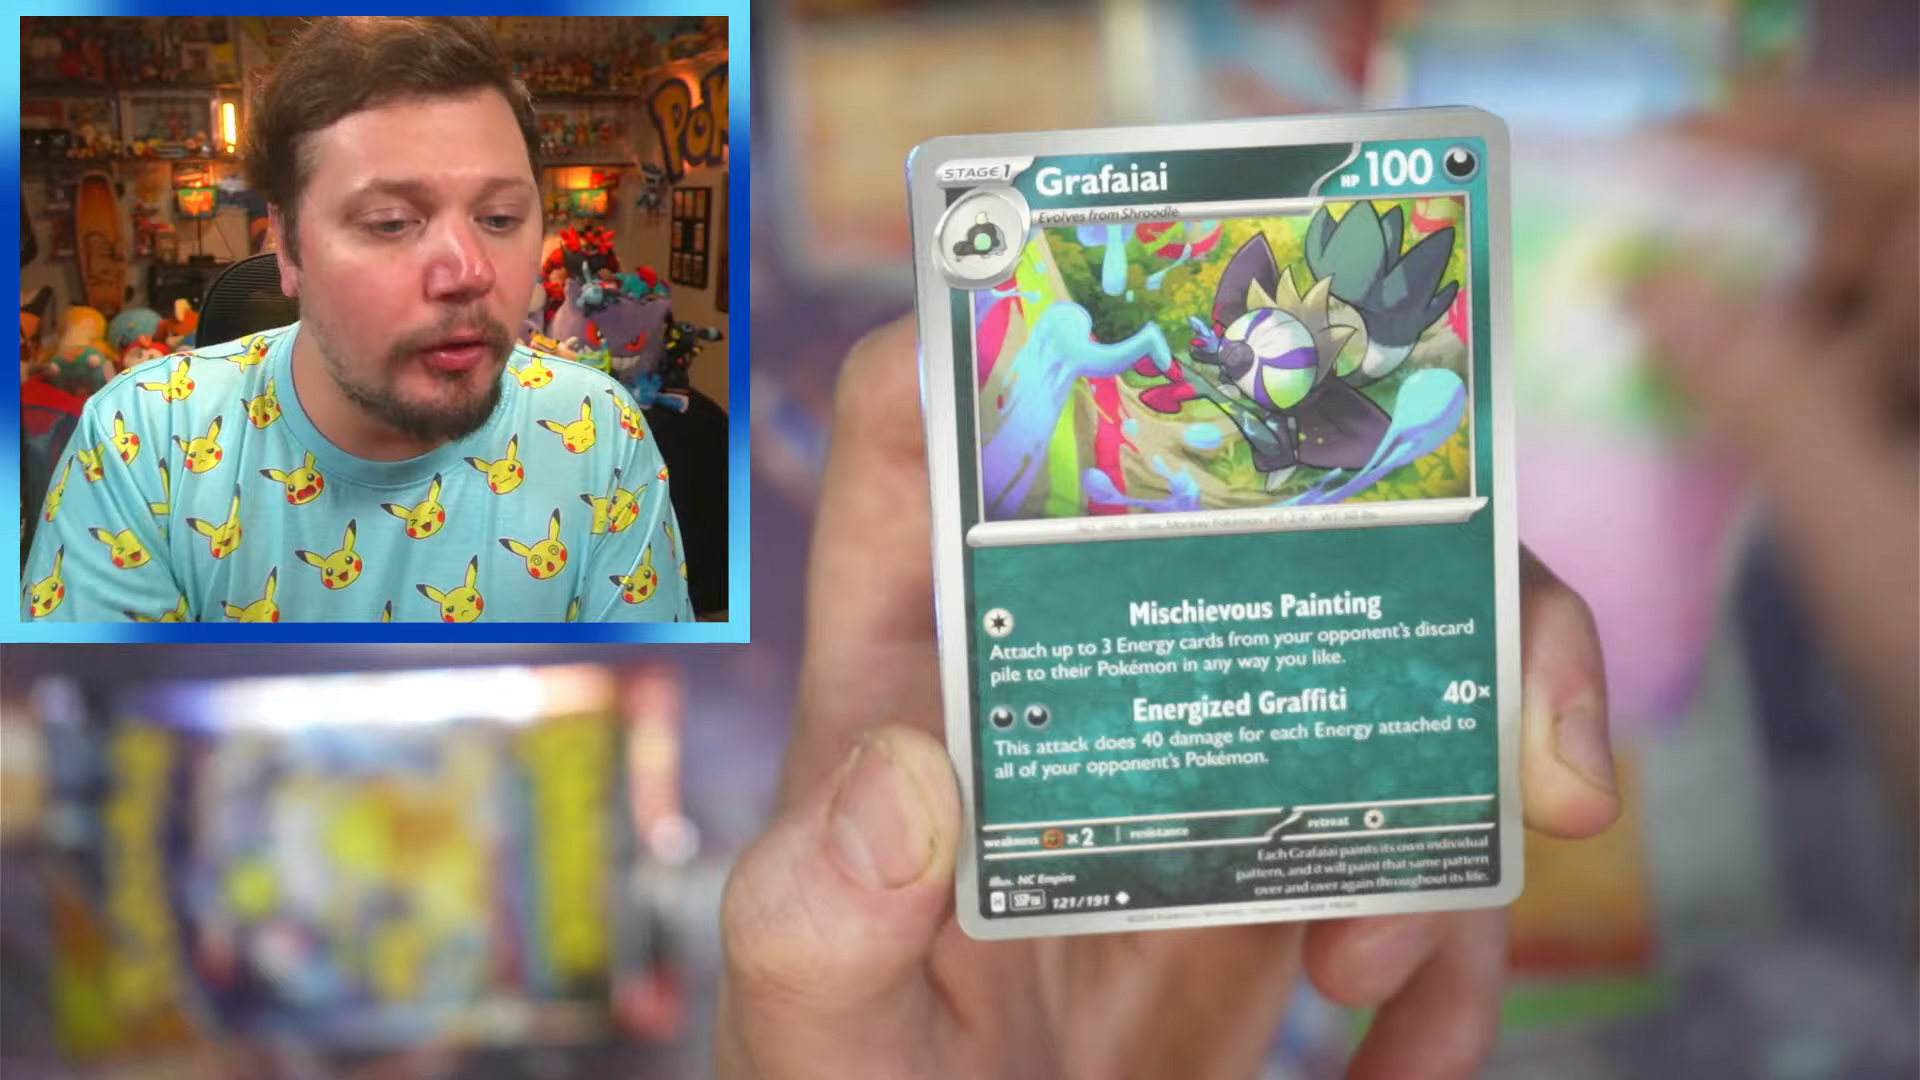 POK
STAGE 1
Grafaiai
HP 100
Evolves from Shroodle
Mischievous Painting
Attach up to 3 Energy cards from your opponent's discard
pile to their Pokémon in any way you like.
Energized Graffiti 40×
This attack does 40 damage for each Energy attached to
all of your opponent's Pokémon.
weakness ×2 resistance retreat
Each Grafaiai paints its own individual
pattern, and it will paint that same pattern
over and over again throughout its life.
Illus. NC Empire
H SSP EN 121/191